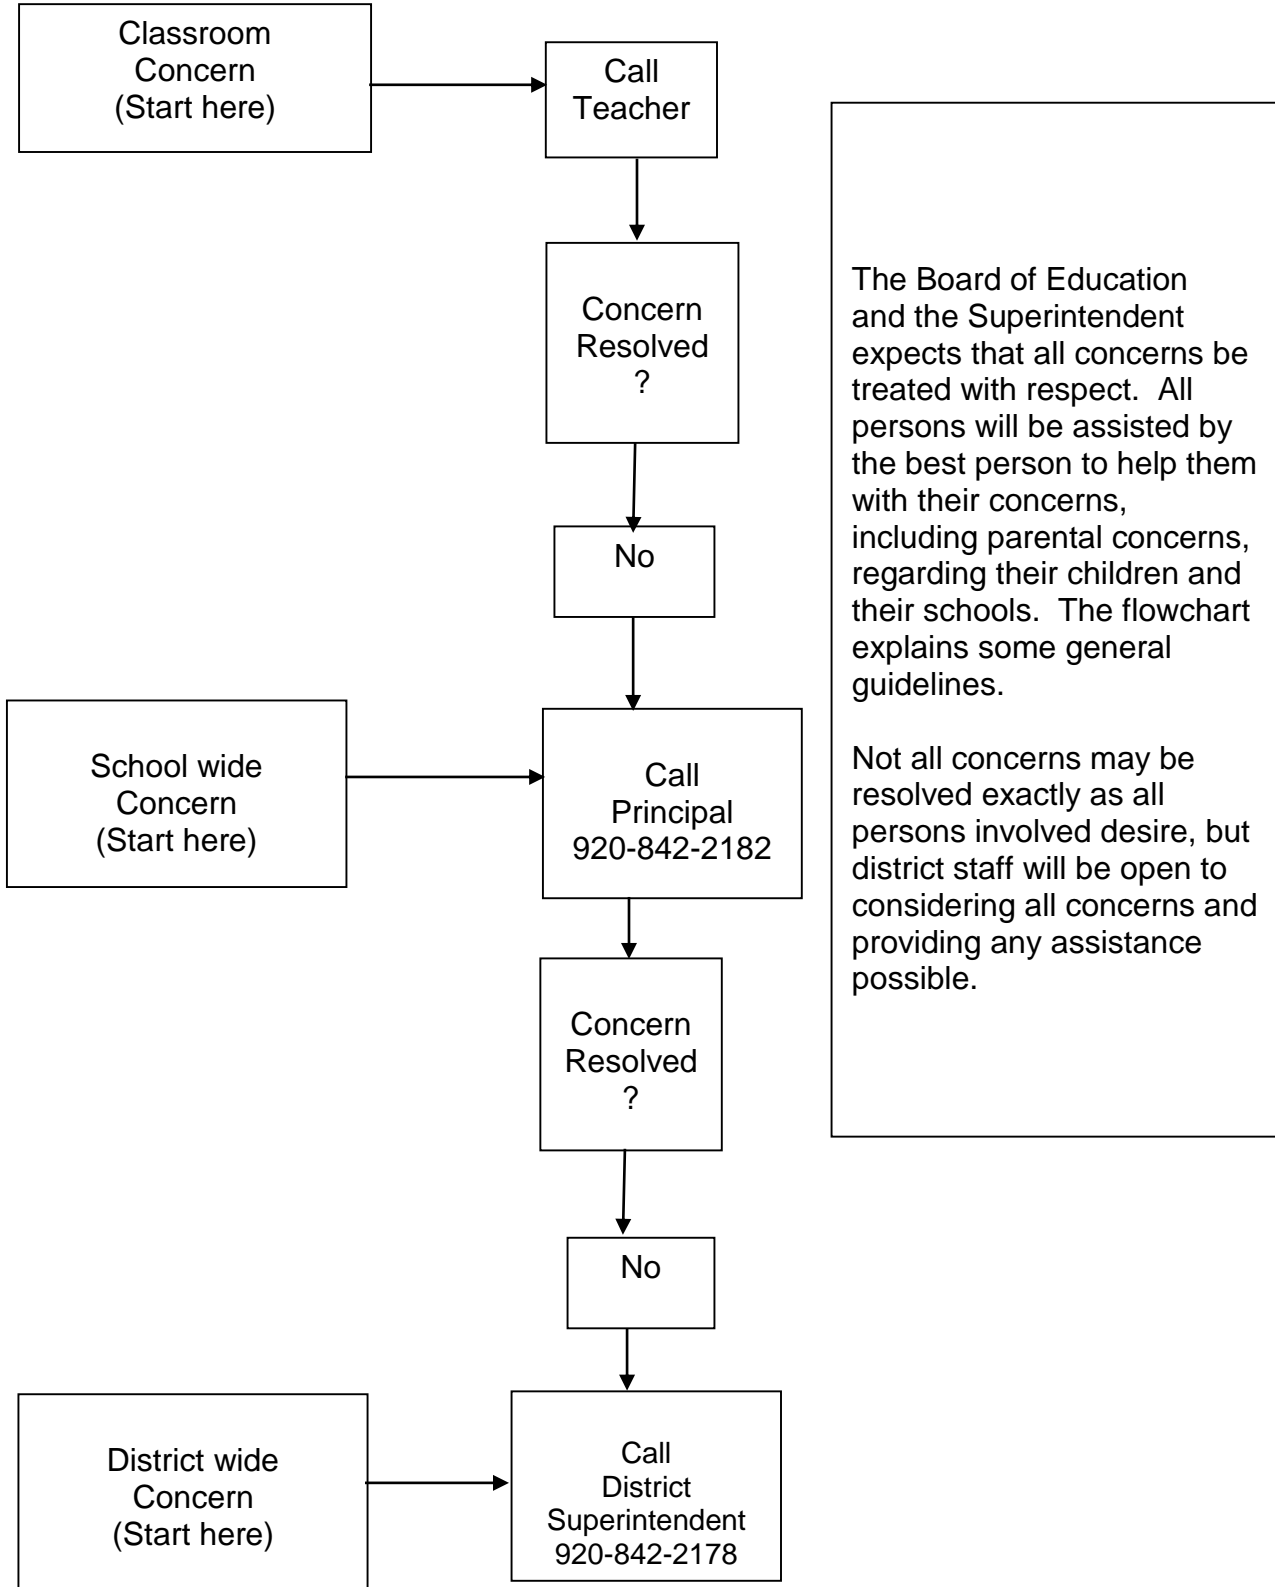 Classroom
Concern
(Start here)
Call
Teacher
Concern
Resolved
?
No
School wide
Concern
(Start here)
Call
Principal
920-842-2182
Concern
Resolved
?
No
District wide
Concern
(Start here)
Call
District
Superintendent
920-842-2178
The Board of Education
and the Superintendent
expects that all concerns be
treated with respect.  All
persons will be assisted by
the best person to help them
with their concerns,
including parental concerns,
regarding their children and
their schools.  The flowchart
explains some general
guidelines.
Not all concerns may be
resolved exactly as all
persons involved desire, but
district staff will be open to
considering all concerns and
providing any assistance
possible.